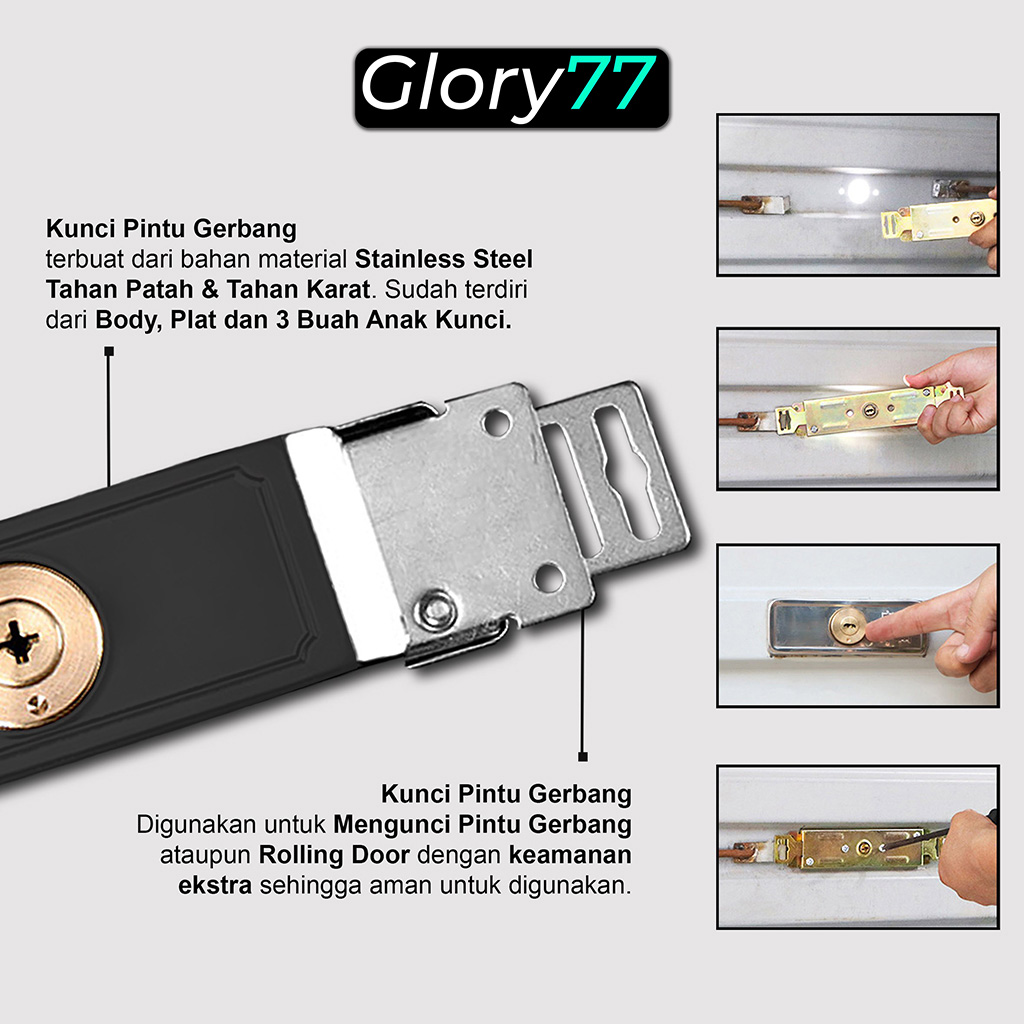 Glory77
Kunci Pintu Gerbang
terbuat dari bahan material Stainless Steel
Tahan Patah & Tahan Karat. Sudah terdiri
dari Body, Plat dan 3 Buah Anak Kunci.
Kunci Pintu Gerbang
Digunakan untuk Mengunci Pintu Gerbang
ataupun Rolling Door dengan keamanan
ekstra sehingga aman untuk digunakan.